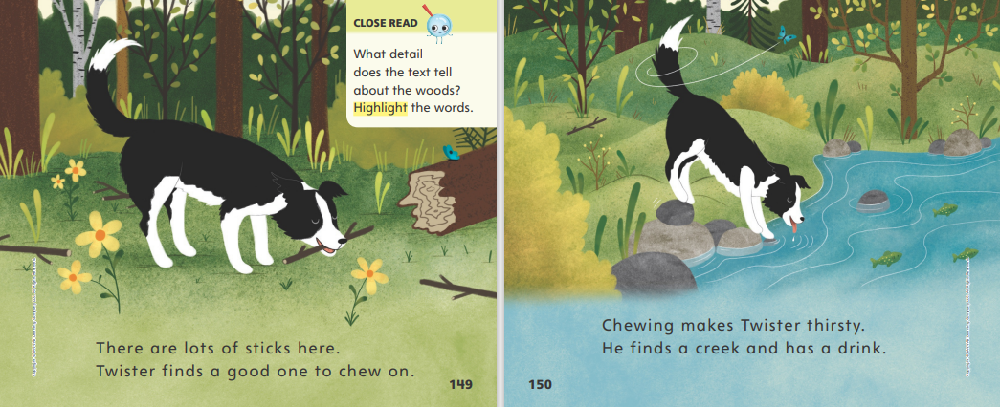 CLOSE READ
What detail
does the text tell
about the woods?
Highlight the words.
There are lots of sticks here.
Twister finds a good one to chew on.
149
Chewing makes Twister thirsty.
He finds a creek and has a drink.
150